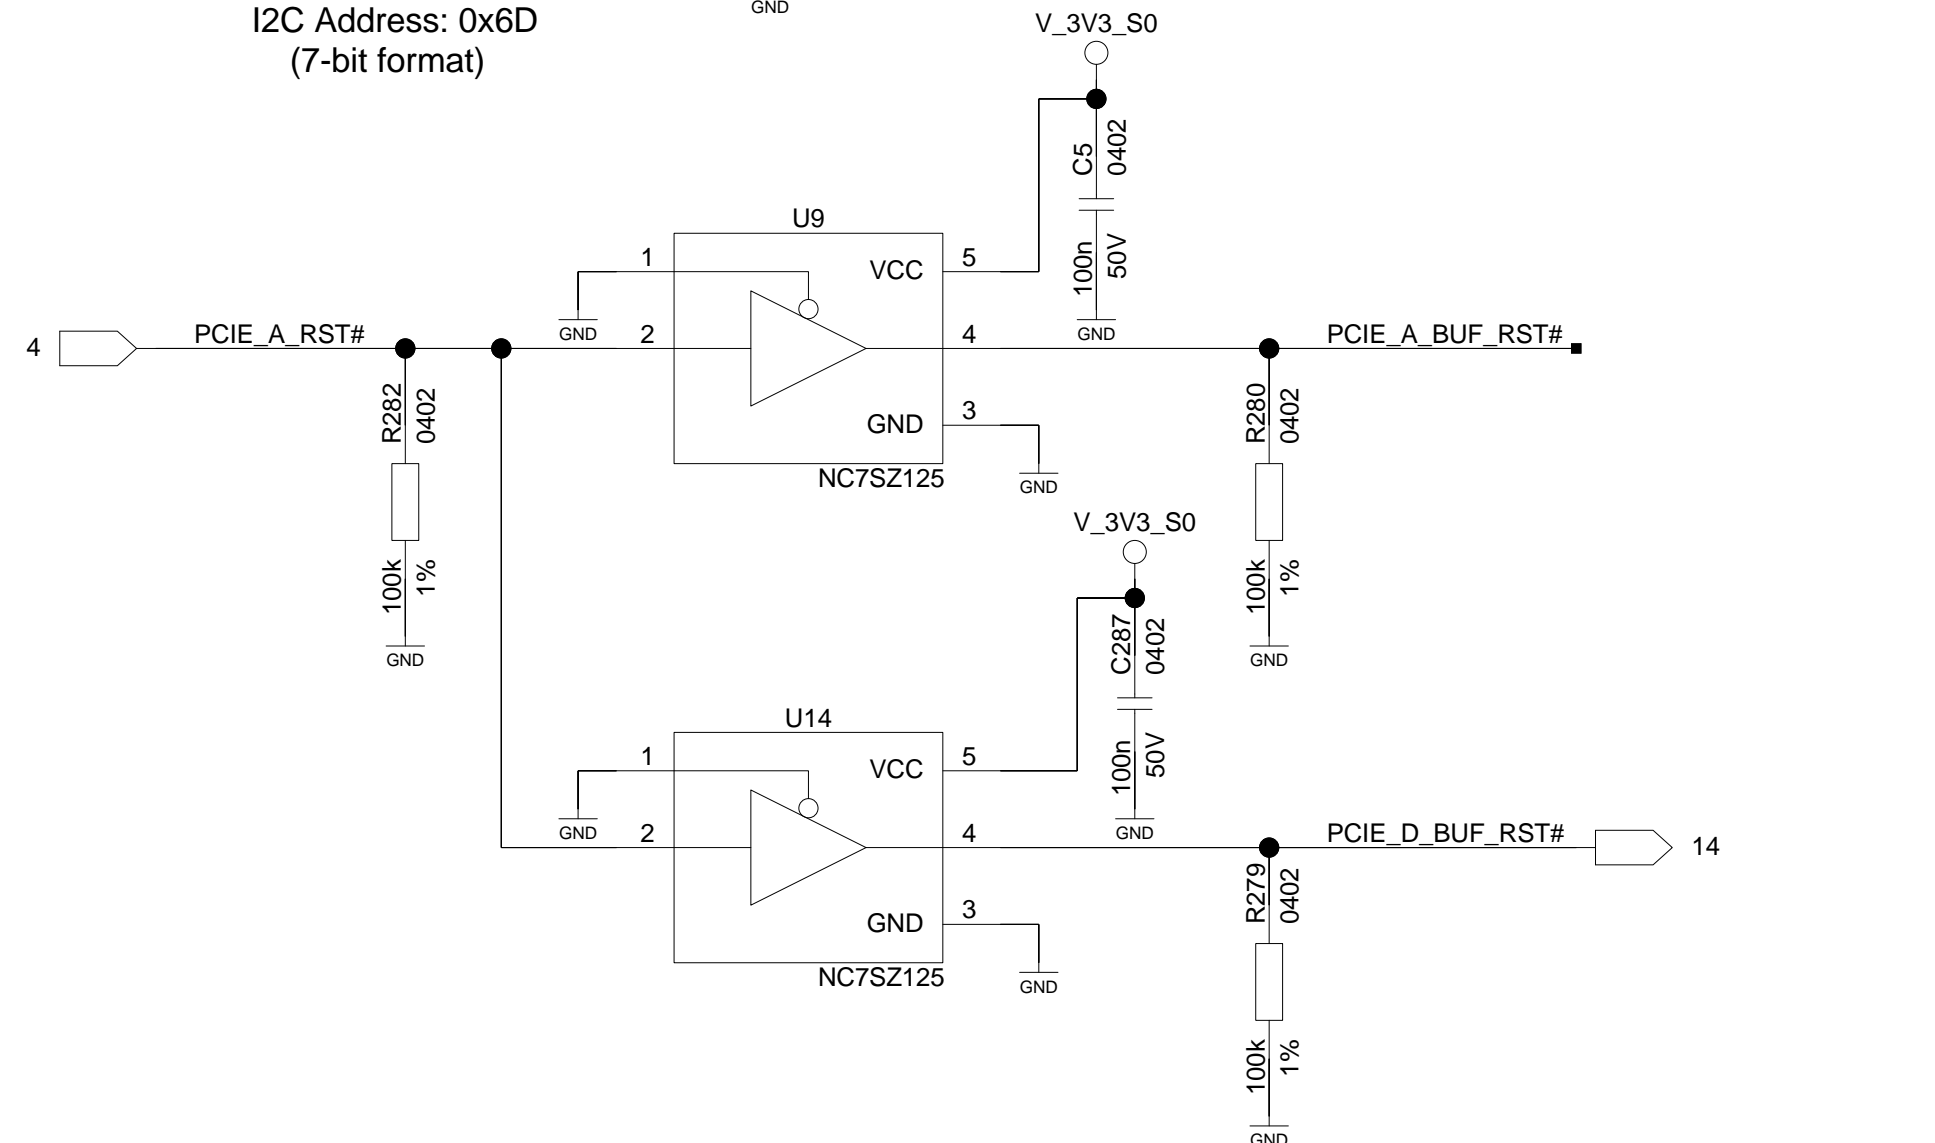 I2C Address: 0x6D
(7-bit format)
GND
V_3V3_S0
C5
0402
100n
50V
GND
U9
1
GND
2
VCC
5
4
GND
3
GND
NC7SZ125
4
PCIE_A_RST#
R282
0402
100k
1%
GND
PCIE_A_BUF_RST#
R280
0402
100k
1%
GND
V_3V3_S0
C287
0402
100n
50V
GND
U14
1
GND
2
VCC
5
4
GND
3
GND
NC7SZ125
PCIE_D_BUF_RST#
14
R279
0402
100k
1%
GND